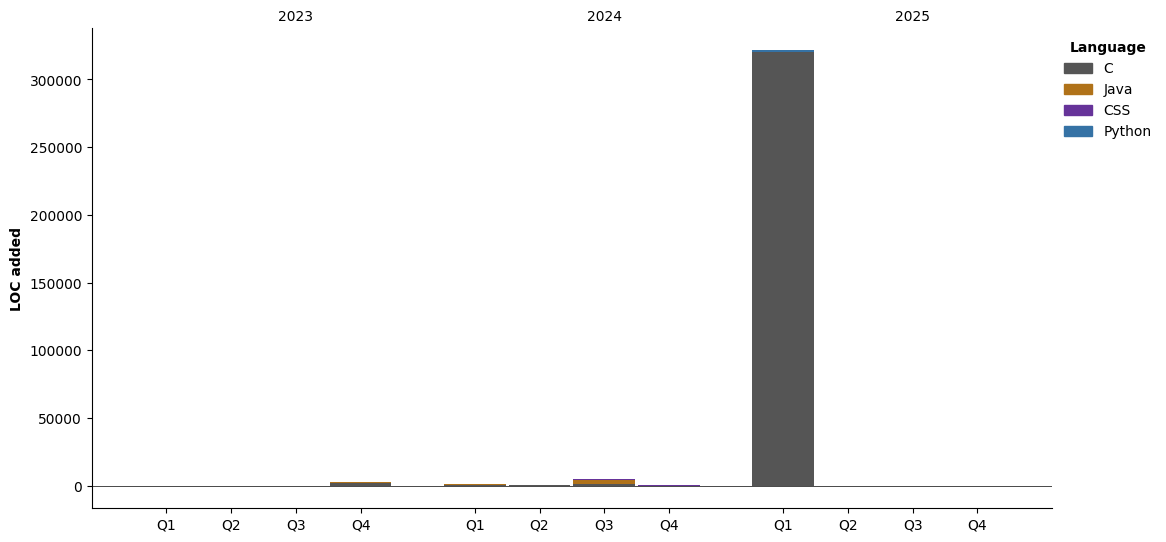 2023 2024 2025
Language
C
Java
CSS
Python
LOC added
300000
250000
200000
150000
100000
50000
0
Q1 Q2 Q3 Q4 Q1 Q2 Q3 Q4 Q1 Q2 Q3 Q4